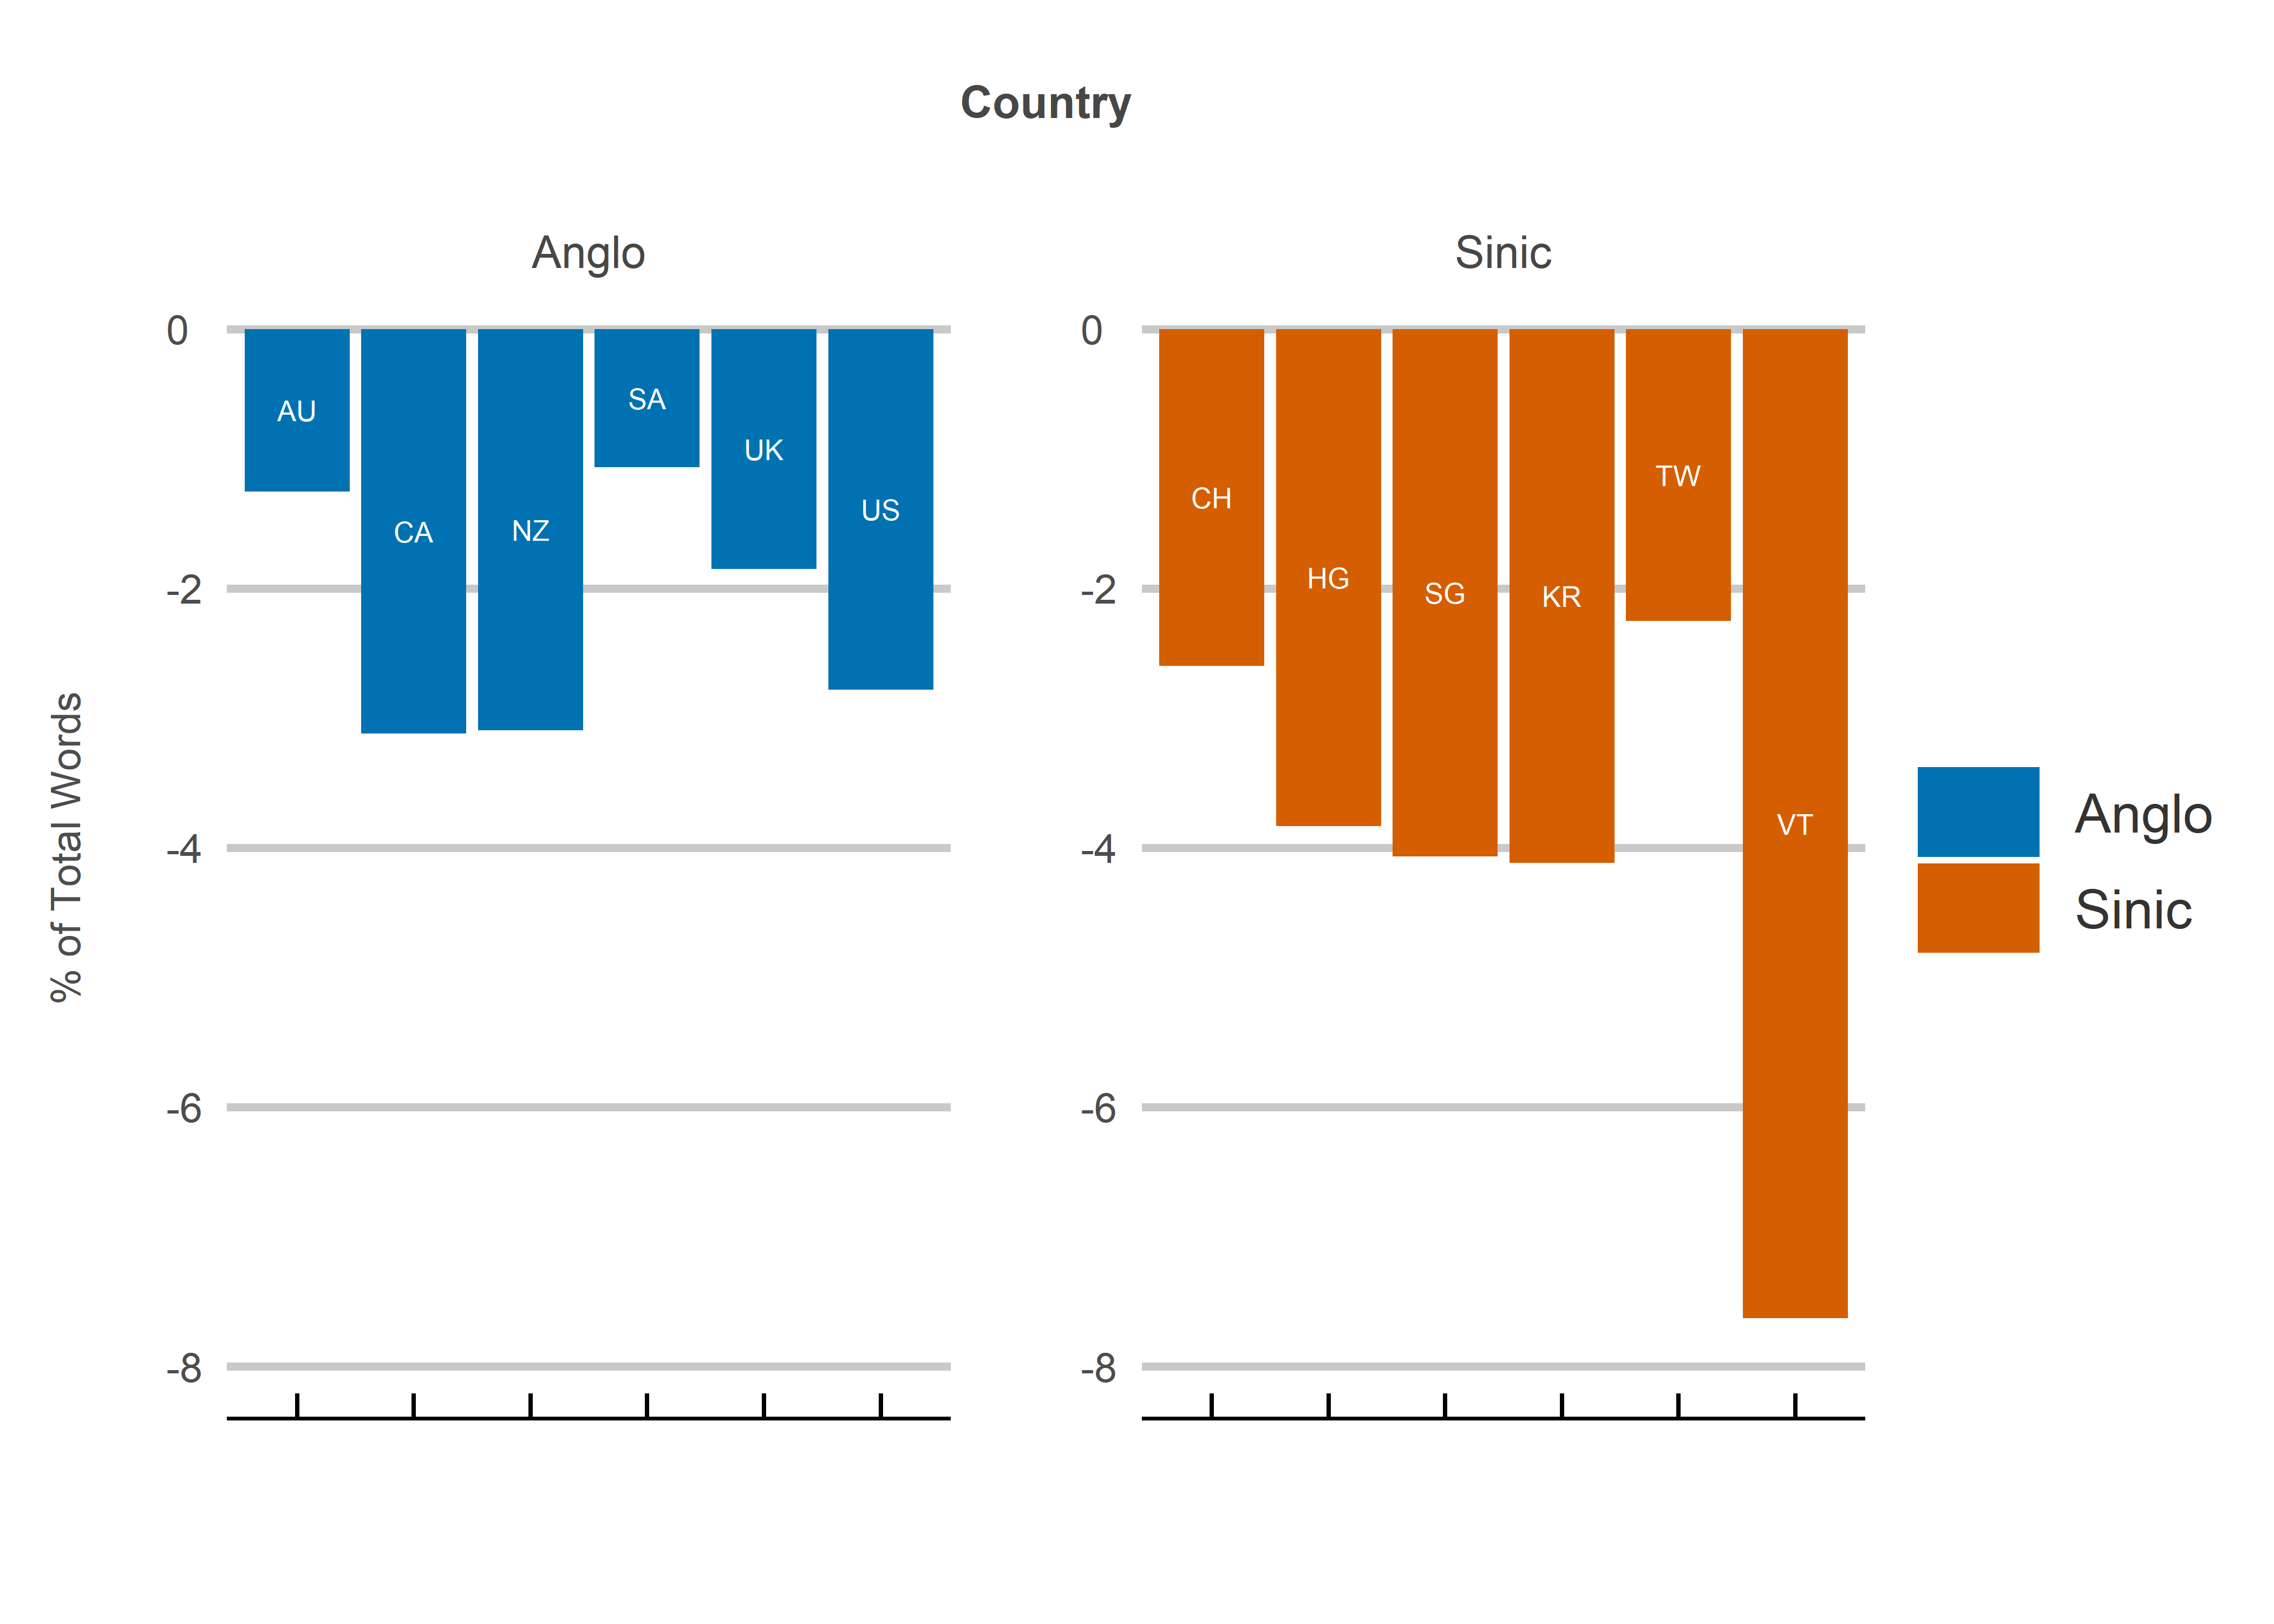 Country
Anglo
Sinic
0
-2
-4
-6
-8
% of Total Words
AU
CA
NZ
SA
UK
US
0
-2
-4
-6
-8
CH
HG
SG
KR
TW
VT
Anglo
Sinic